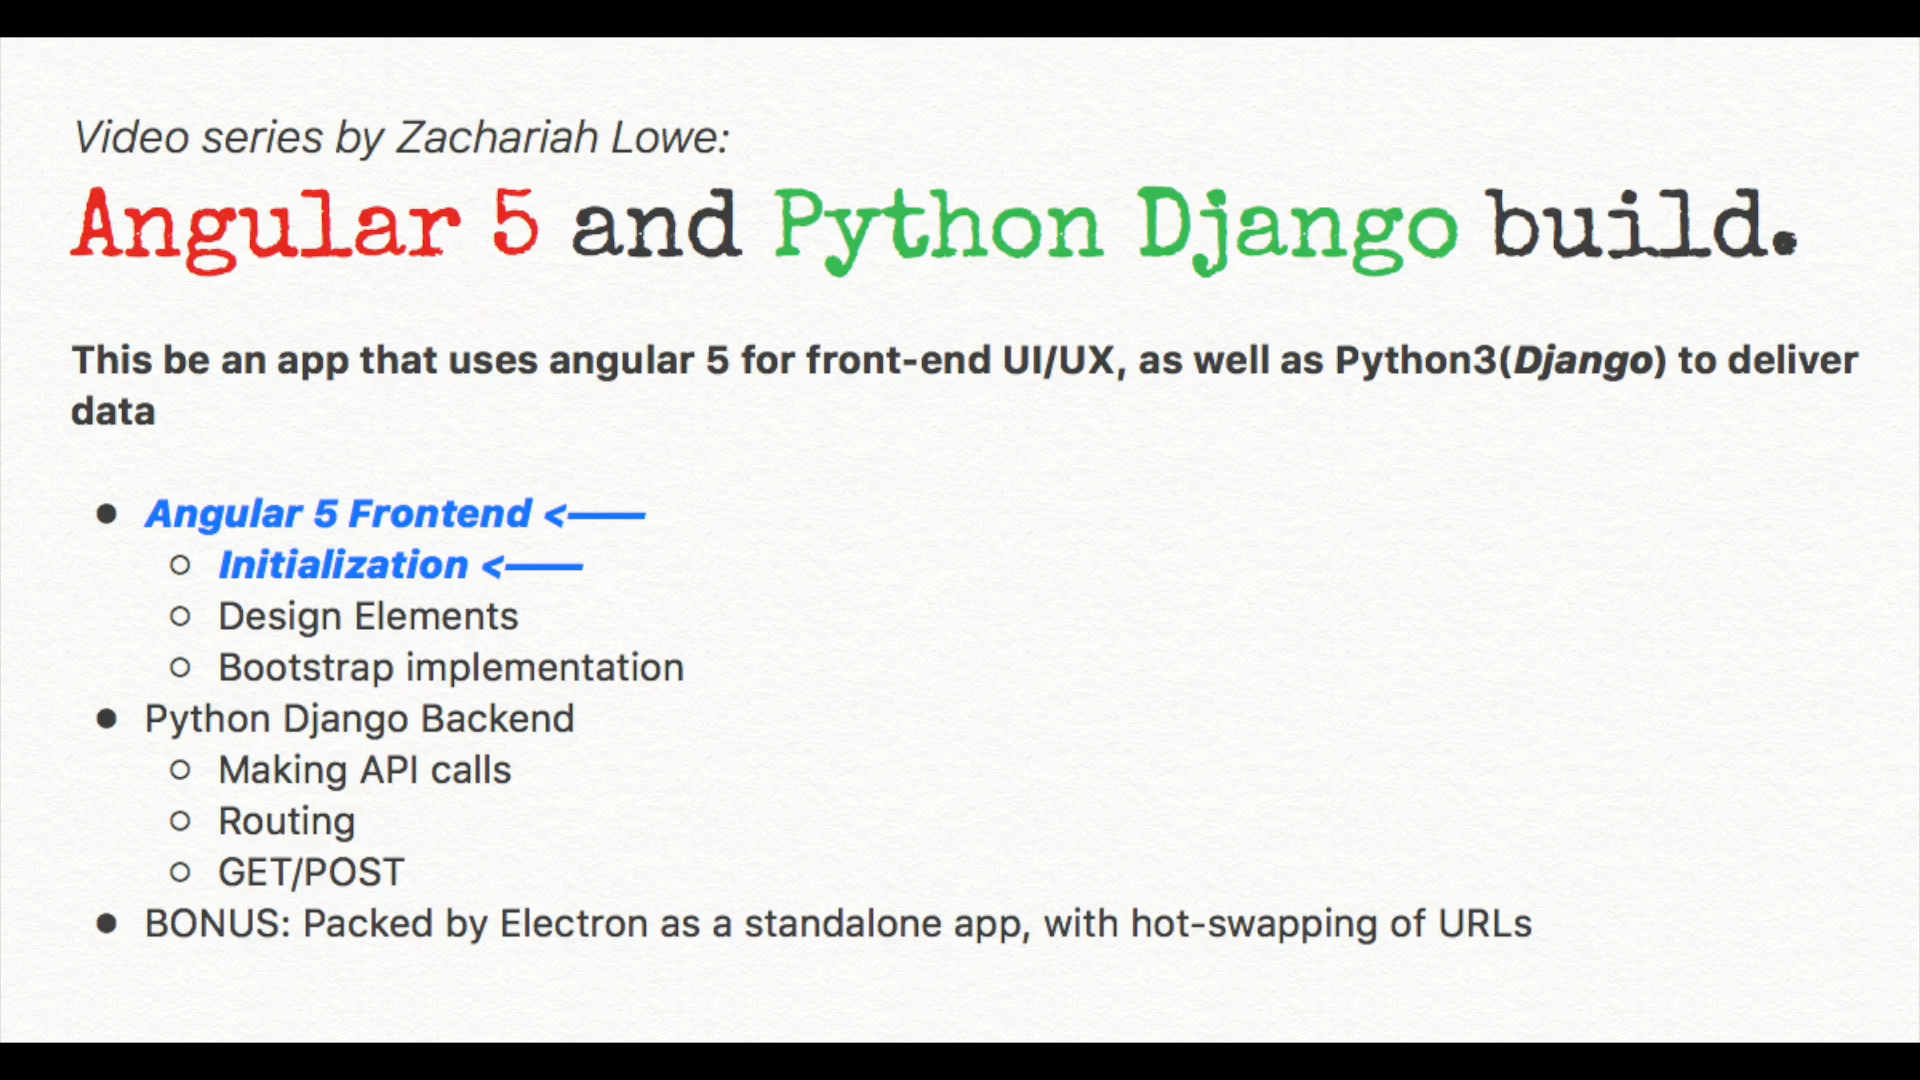 Video series by Zachariah Lowe:
Angular 5 and Python Django build.
This be an app that uses angular 5 for front-end UI/UX, as well as Python3(Django) to deliver
data
● Angular 5 Frontend <——
○ Initialization <——
○ Design Elements
○ Bootstrap implementation
● Python Django Backend
○ Making API calls
○ Routing
○ GET/POST
● BONUS: Packed by Electron as a standalone app, with hot-swapping of URLs